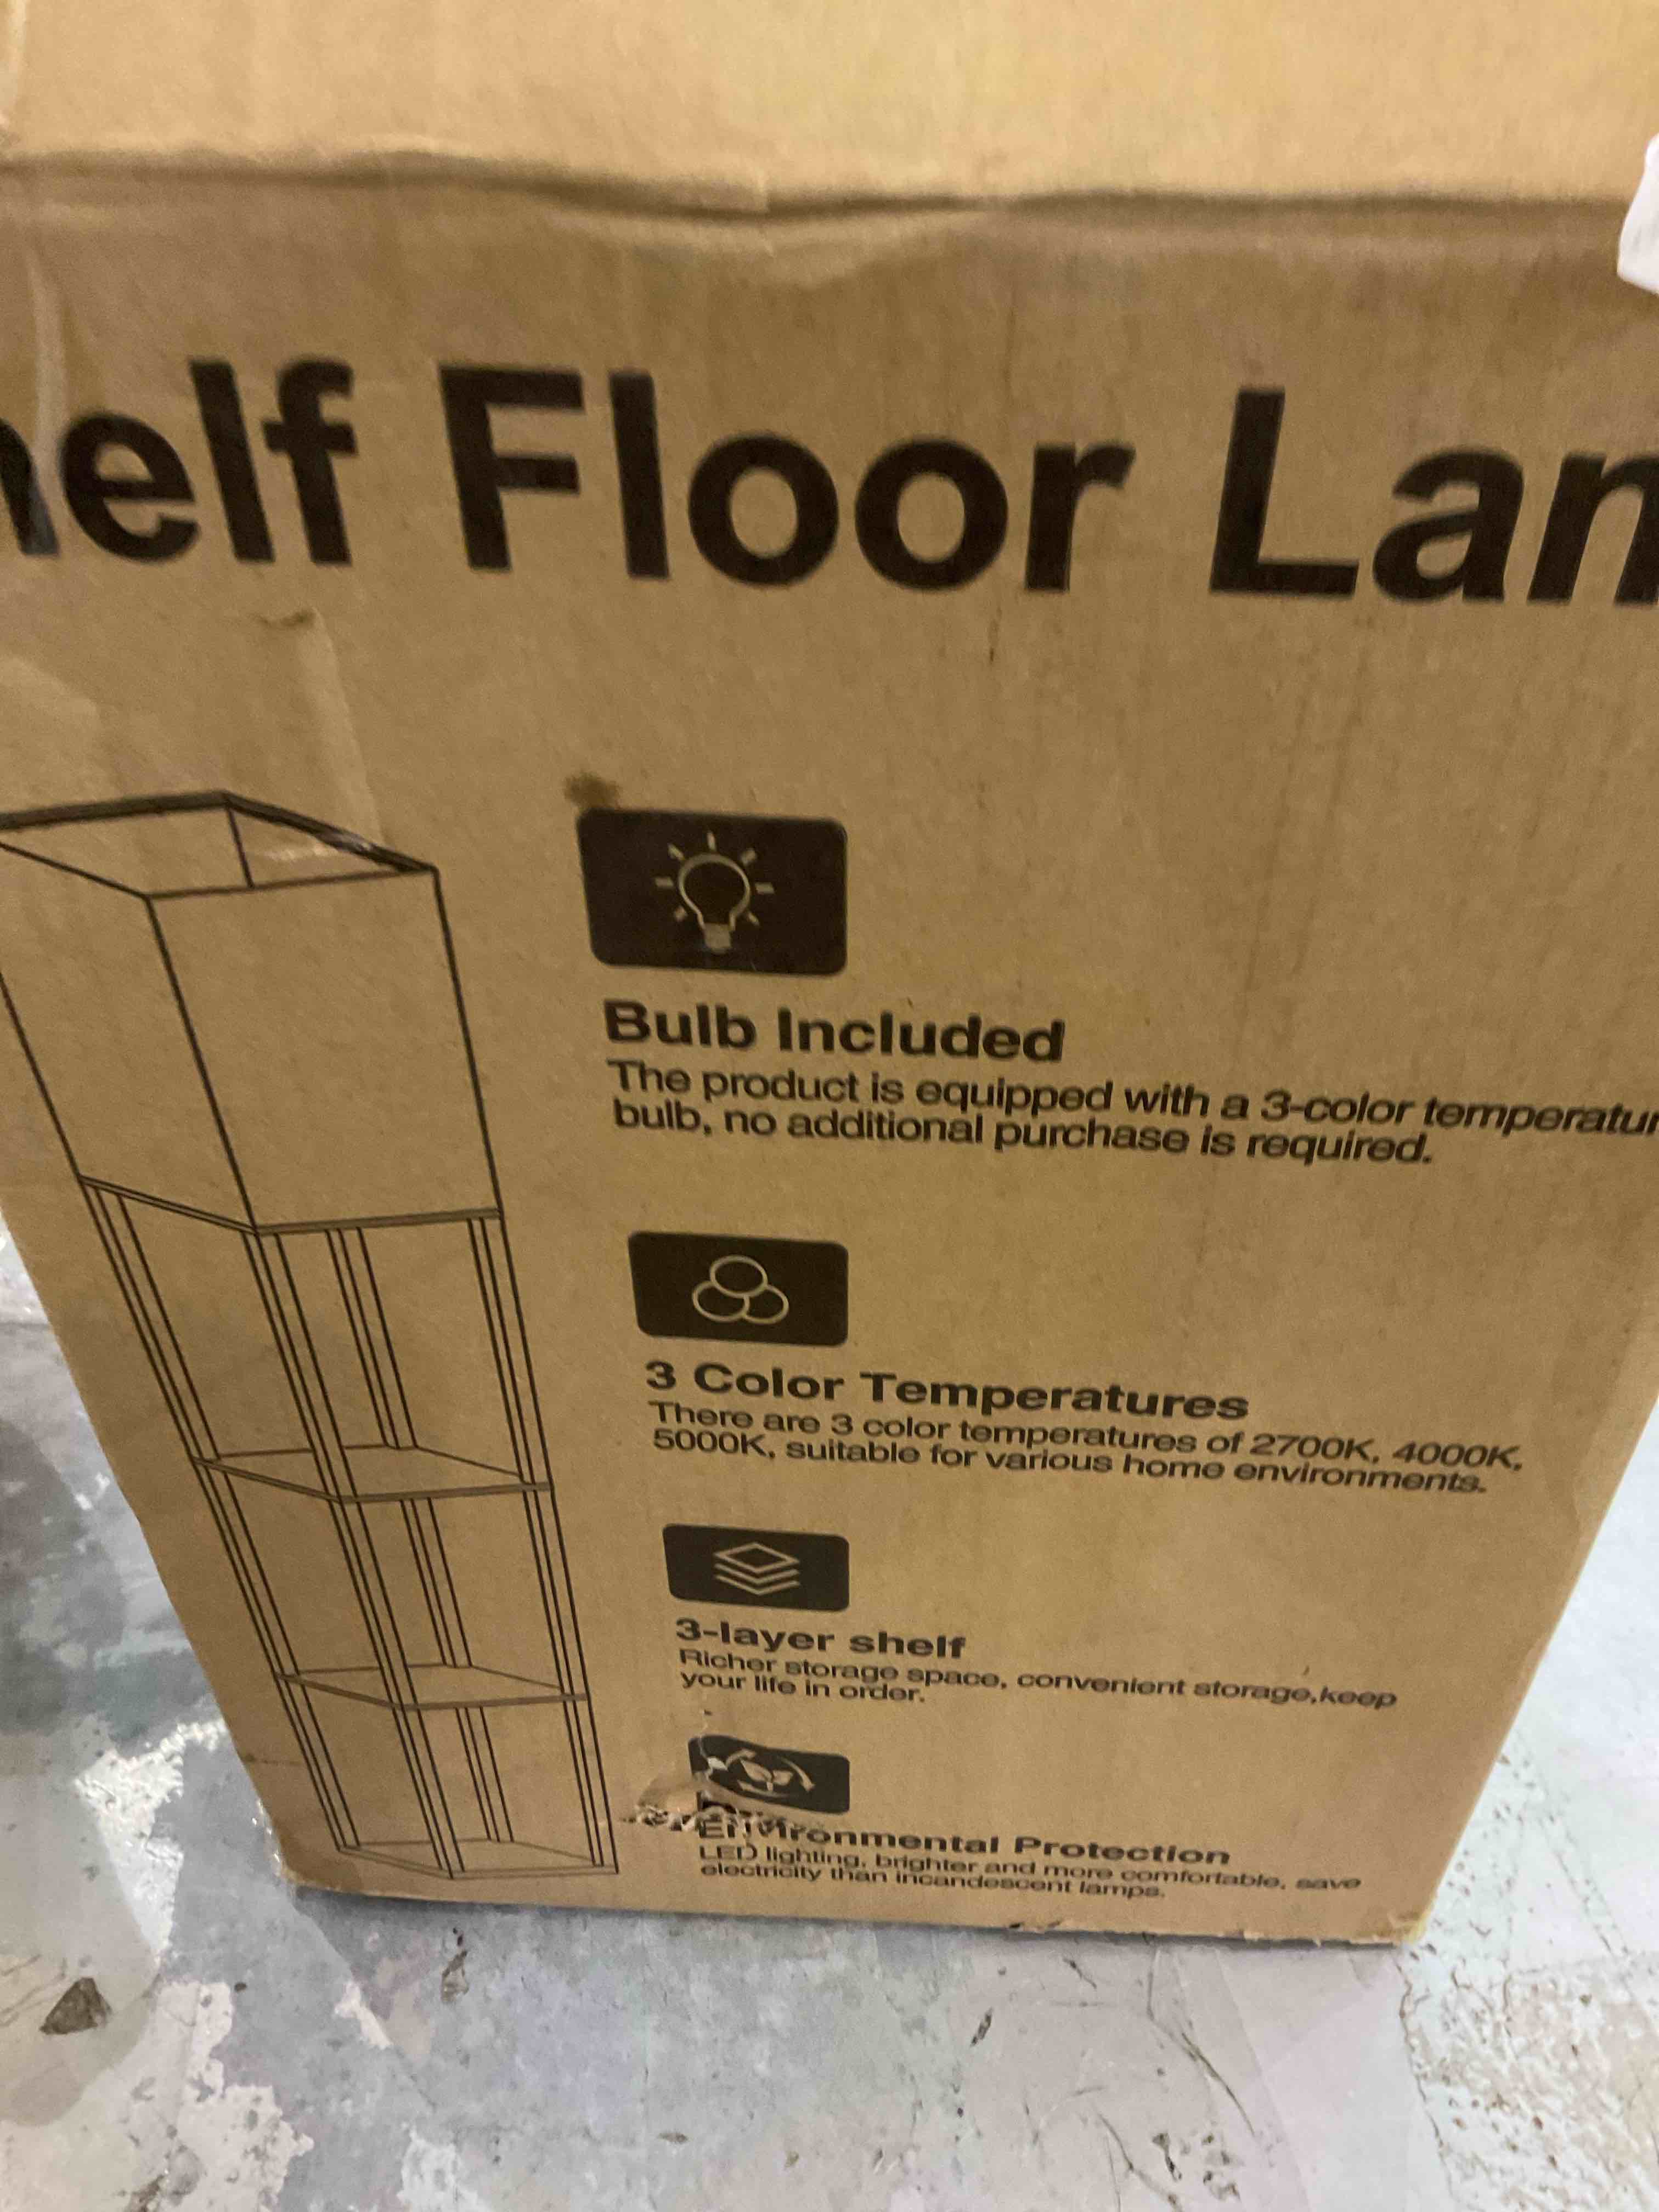 helf Floor Lam
Bulb Included
The product is equipped with a 3-color temperatur
bulb, no additional purchase is required.
3 Color Temperatures
There are 3 color temperatures of 2700K, 4000K,
5000K, suitable for various home environments.
3-layer shelf
Richer storage space, convenient storage,keep
your life in order.
Environmental Protection
LED lighting, brighter and more comfortable, save
electricity than incandescent lamps.